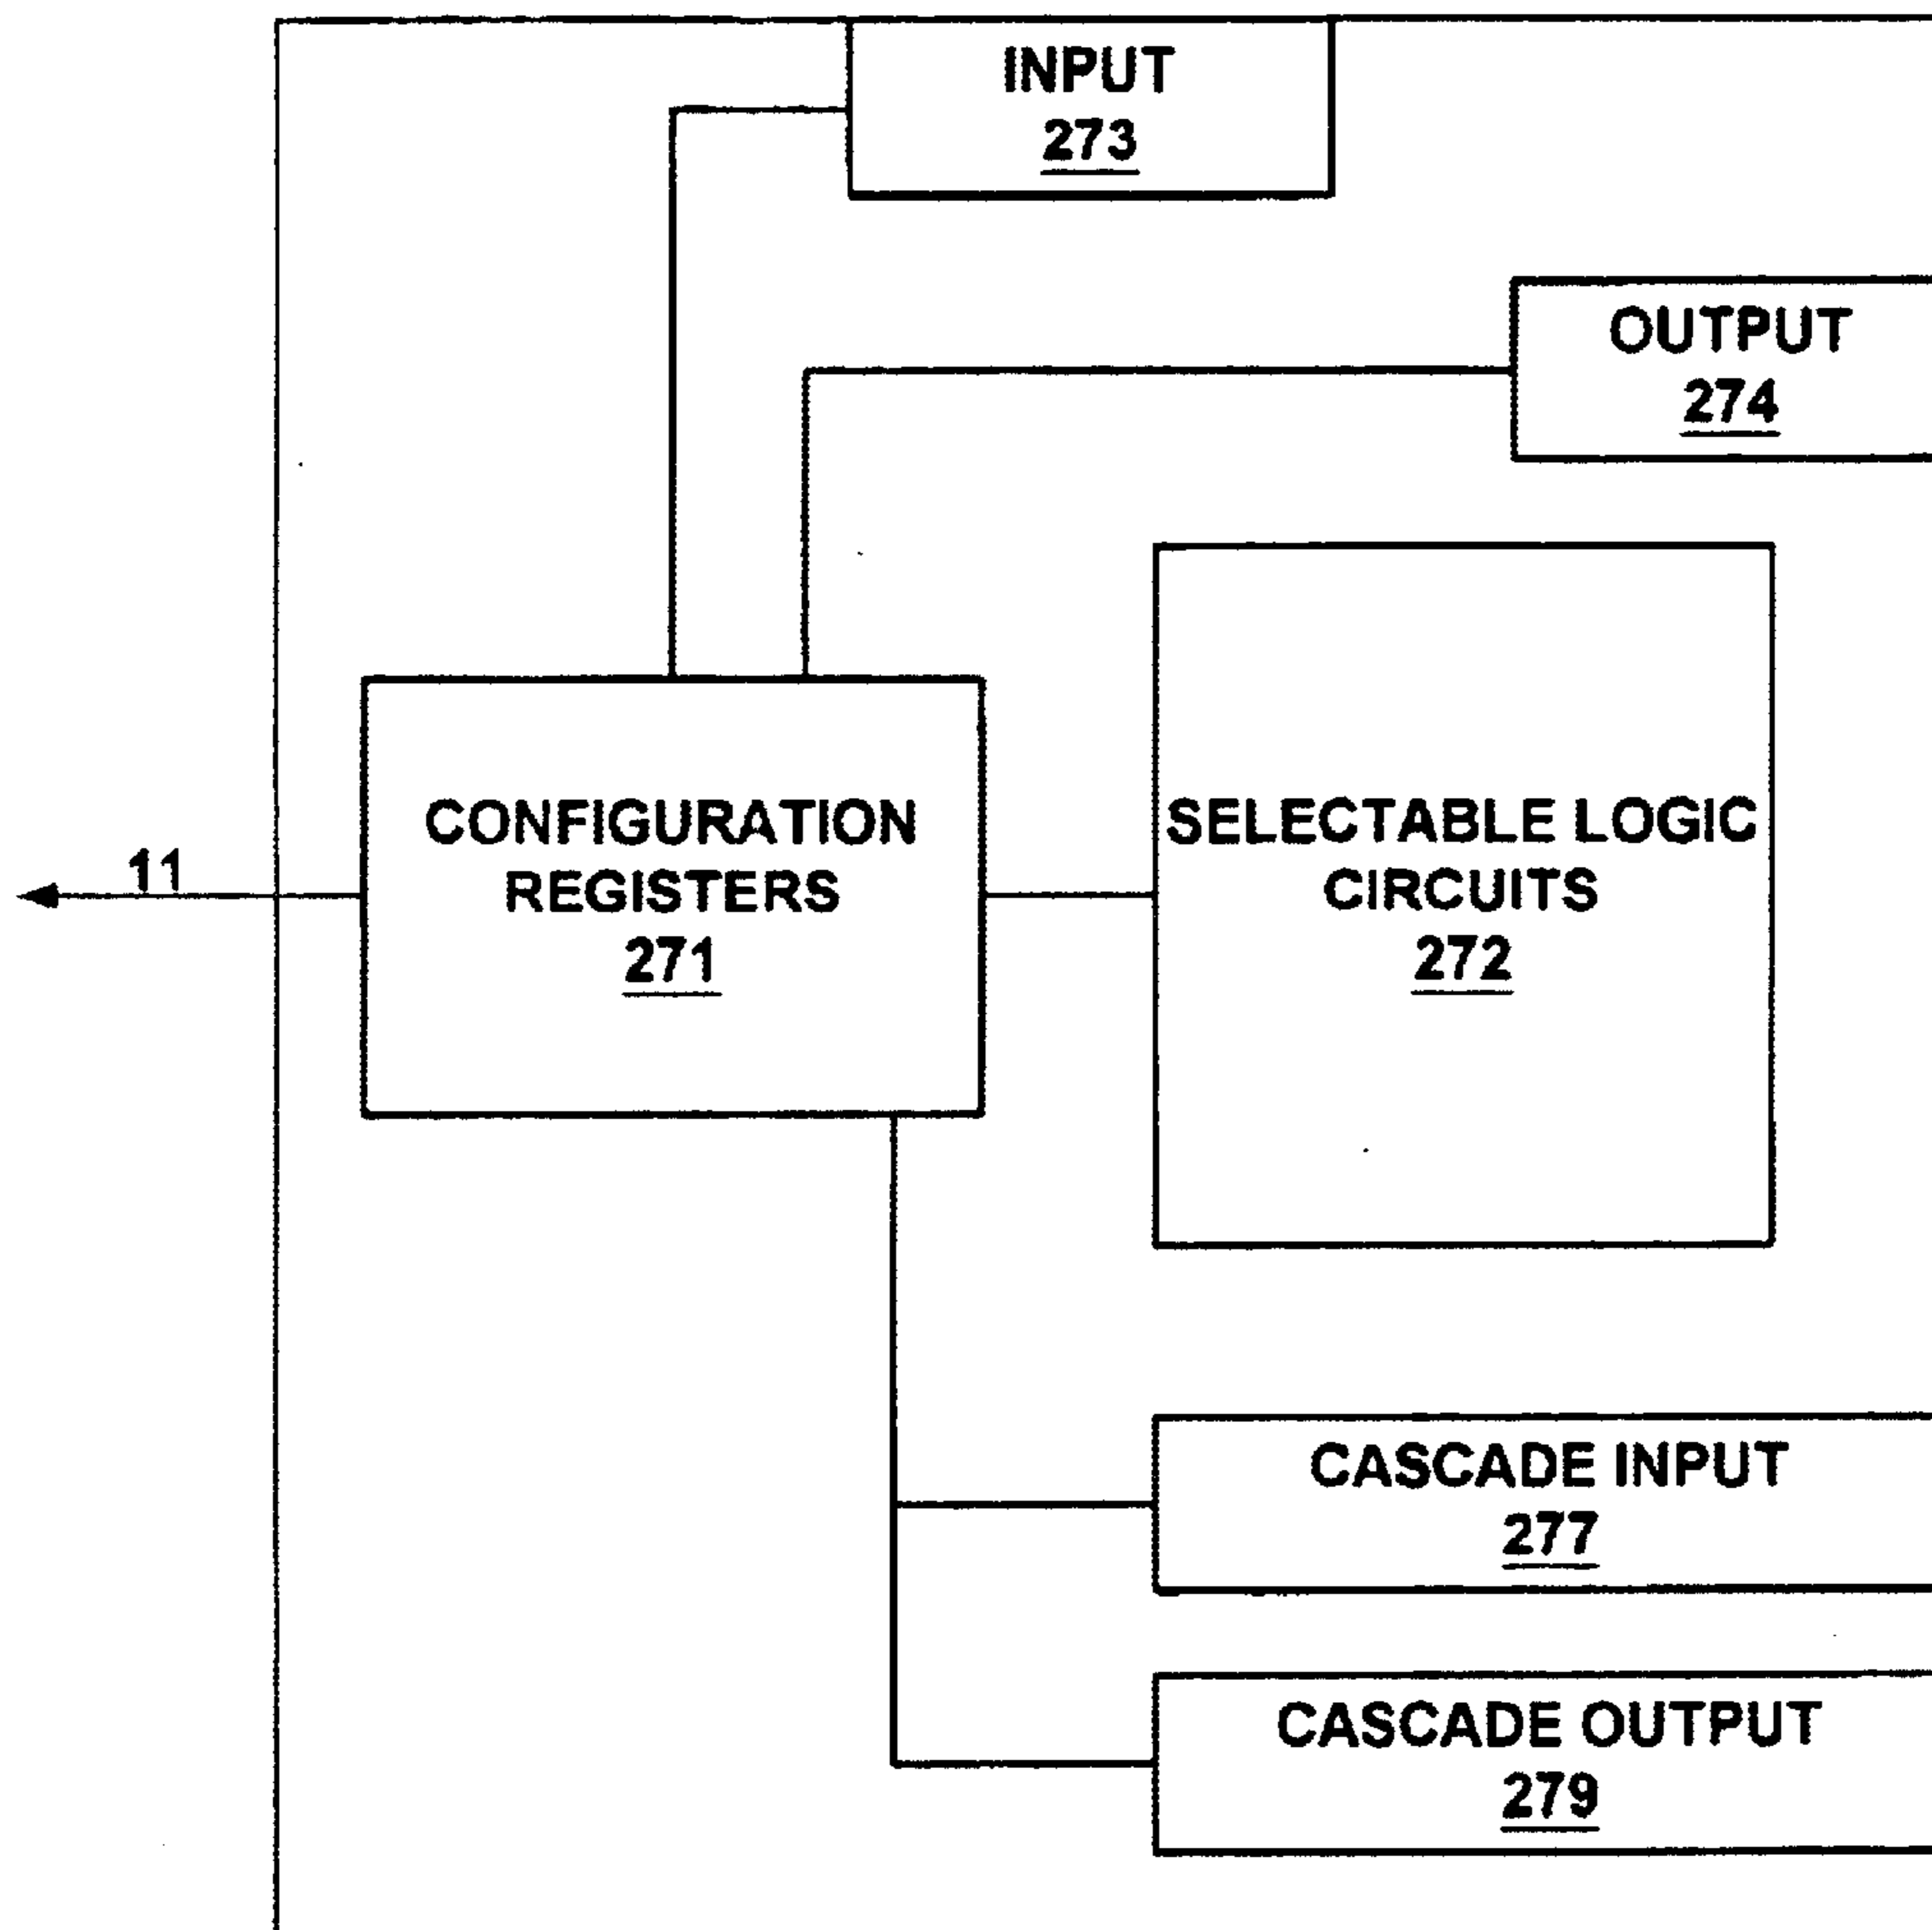 INPUT
273
OUTPUT
274
CONFIGURATION
REGISTERS
271
SELECTABLE LOGIC
CIRCUITS
272
11
CASCADE INPUT
277
CASCADE OUTPUT
279